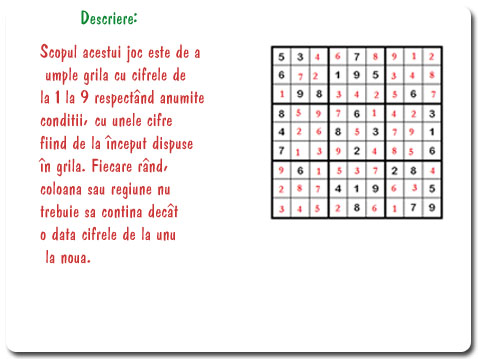 Descriere:
Scopul acestui joc este de a
umple grila cu cifrele de
la 1 la 9 respectând anumite
conditii, cu unele cifre
fiind de la început dispuse
în grila. Fiecare rând,
coloana sau regiune nu
trebuie sa contina decât
o data cifrele de la unu
la noua.
5 3 4 6 7 8 9 1 2
6 7 2 1 9 5 3 4 8
1 9 8 3 4 2 5 6 7
8 5 9 7 6 1 4 2 3
4 2 6 8 5 3 7 9 1
7 1 3 9 2 4 8 5 6
9 6 1 5 3 7 2 8 4
2 8 7 4 1 9 6 3 5
3 4 5 2 8 6 1 7 9